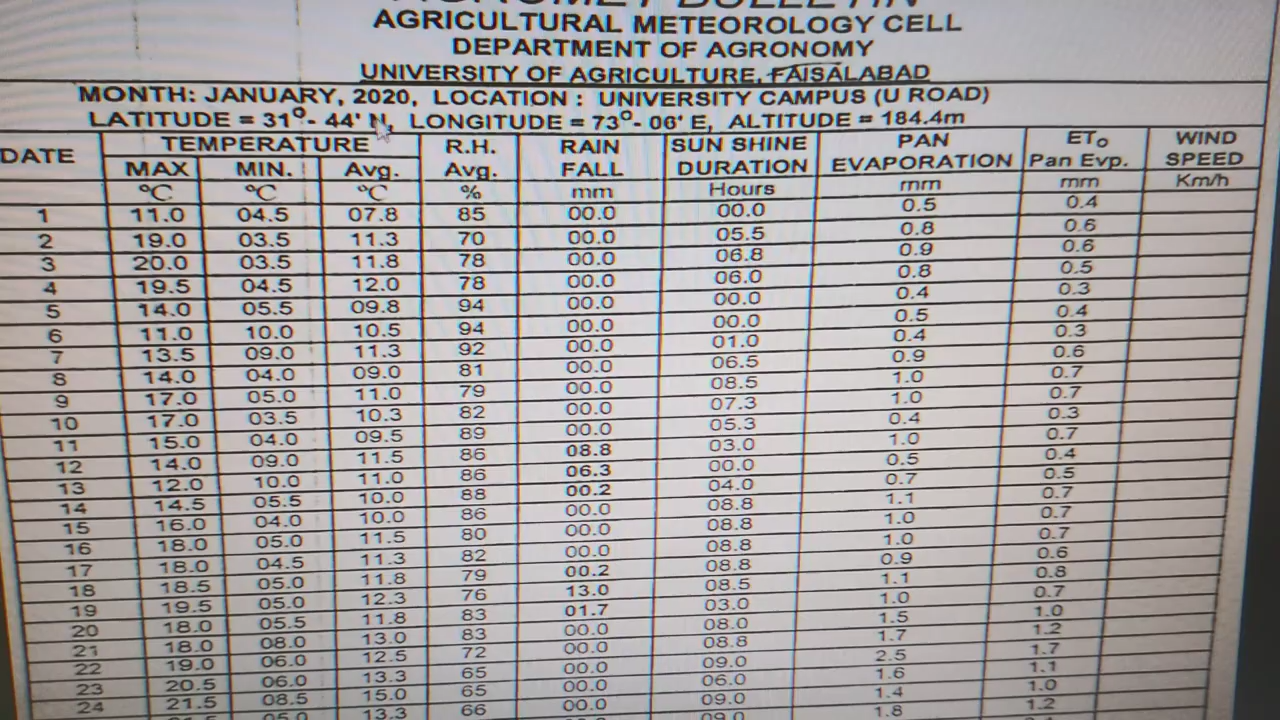 AGRICULTURAL METEOROLOGY CELL
DEPARTMENT OF AGRONOMY
UNIVERSITY OF AGRICULTURE, FAISALABAD
MONTH: JANUARY, 2020, LOCATION : UNIVERSITY CAMPUS (U ROAD)
LATITUDE = 31°- 44' N, LONGITUDE = 73°- 06' E, ALTITUDE = 184.4m
DATE TEMPERATURE R.H. RAIN SUN SHINE PAN ETo WIND
MAX MIN. Avg. Avg. FALL DURATION EVAPORATION Pan Evp. SPEED
°C °C °C % mm Hours mm mm Km/h
1 11.0 04.5 07.8 85 00.0 00.0 0.5 0.4
2 19.0 03.5 11.3 70 00.0 05.5 0.8 0.6
3 20.0 03.5 11.8 78 00.0 06.8 0.9 0.6
4 19.5 04.5 12.0 78 00.0 06.0 0.8 0.5
5 14.0 05.5 09.8 94 00.0 00.0 0.4 0.3
6 11.0 10.0 10.5 94 00.0 00.0 0.5 0.4
7 13.5 09.0 11.3 92 00.0 01.0 0.4 0.3
8 14.0 04.0 09.0 81 00.0 06.5 0.9 0.6
9 17.0 05.0 11.0 79 00.0 08.5 1.0 0.7
10 17.0 03.5 10.3 82 00.0 07.3 1.0 0.7
11 15.0 04.0 09.5 89 00.0 05.3 0.4 0.3
12 14.0 09.0 11.5 86 08.8 03.0 1.0 0.7
13 12.0 10.0 11.0 86 06.3 00.0 0.5 0.4
14 14.5 05.5 10.0 88 00.2 04.0 0.7 0.5
15 16.0 04.0 10.0 86 00.0 08.8 1.1 0.7
16 18.0 05.0 11.5 80 00.0 08.8 1.0 0.7
17 18.0 04.5 11.3 82 00.0 08.8 1.0 0.7
18 18.5 05.0 11.8 79 00.2 08.8 0.9 0.6
19 19.5 05.0 12.3 76 13.0 08.5 1.1 0.8
20 18.0 05.5 11.8 83 01.7 03.0 1.0 0.7
21 18.0 08.0 13.0 83 00.0 08.0 1.5 1.0
22 19.0 06.0 12.5 72 00.0 08.8 1.7 1.2
23 20.5 06.0 13.3 65 00.0 09.0 2.5 1.7
24 21.5 08.5 15.0 65 00.0 06.0 1.6 1.1
05.0 13.3 66 00.0 09.0 1.4 1.0
09.0 1.8 1.2